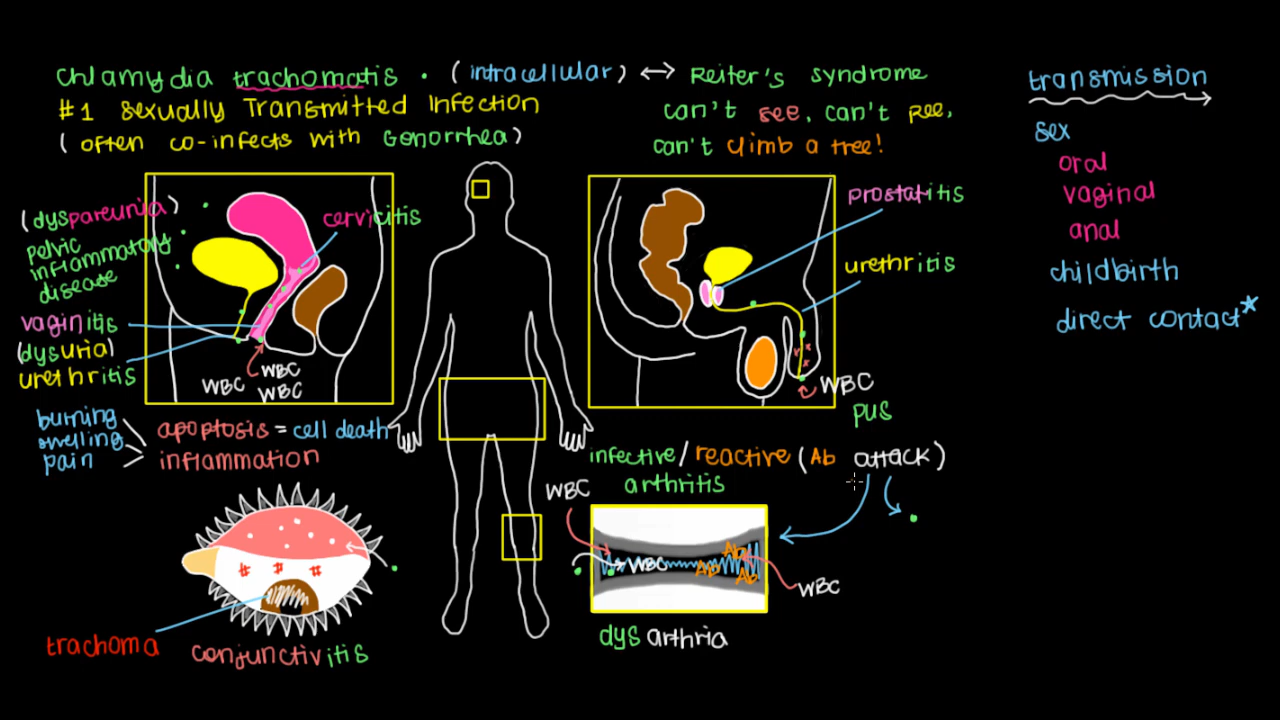 Chlamydia trachomatis . (intracellular) ↔ Reiter's syndrome
#1 sexually Transmitted Infection
(often co-infects with Gonorrhea)
can't see, can't pee,
can't climb a tree!
transmission
sex
oral
vaginal
anal
childbirth
direct contact*
(dyspareunia)
pelvic
inflammatory
disease
cervicitis
vaginitis
(dysuria)
urethritis
WBC WBC
WBC
burning
swelling
pain
apoptosis = cell death
inflammation
prostatitis
urethritis
WBC
pus
infective/reactive (Ab attack)
arthritis
WBC
WBC
Ab
Ab
Ab
WBC
dysarthria
trachoma
conjunctivitis